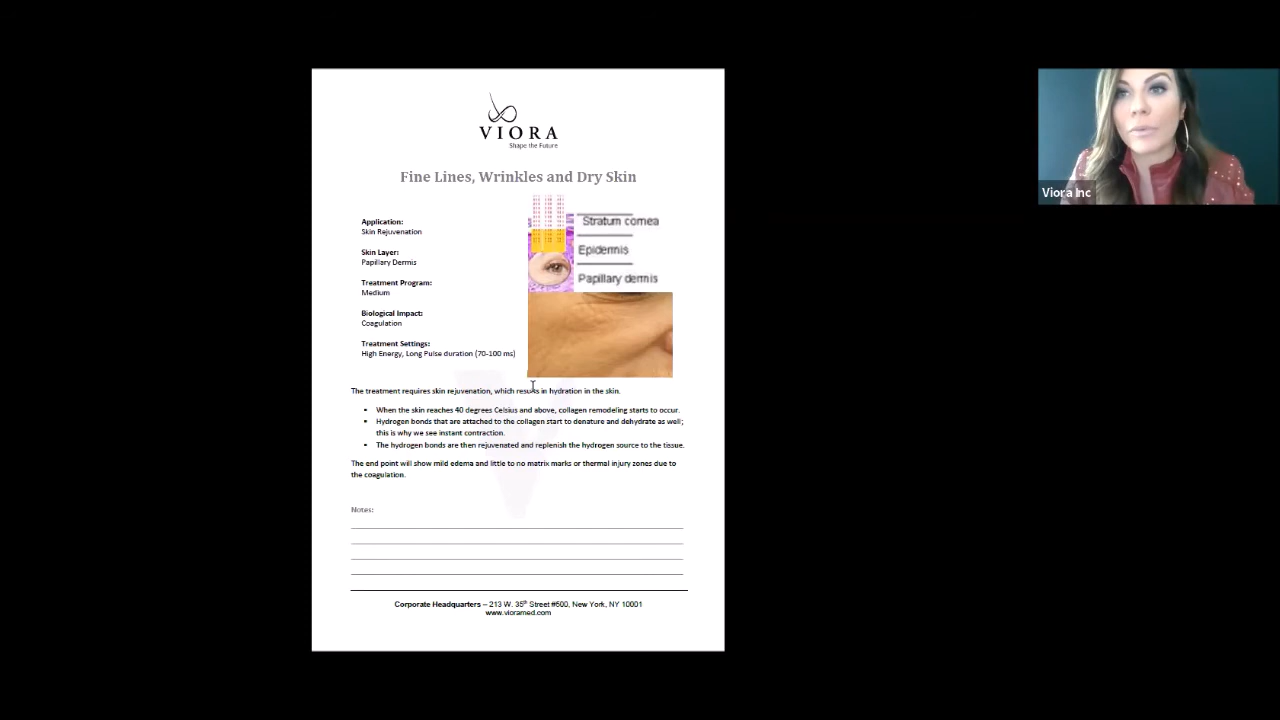 VIORA
Shape the Future
Fine Lines, Wrinkles and Dry Skin
Application:
Skin Rejuvenation
Skin Layer:
Papillary Dermis
Treatment Program:
Medium
Biological Impact:
Coagulation
Treatment Settings:
High Energy, Long Pulse duration (70-100 ms)
Stratum cornea
Epidermis
Papillary dermis
The treatment requires skin rejuvenation, which results in hydration in the skin.
• When the skin reaches 40 degrees Celsius and above, collagen remodeling starts to occur.
• Hydrogen bonds that are attached to the collagen start to denature and dehydrate as well;
this is why we see instant contraction.
• The hydrogen bonds are then rejuvenated and replenish the hydrogen source to the tissue.
The end point will show mild edema and little to no matrix marks or thermal injury zones due to
the coagulation.
Notes:
Corporate Headquarters – 213 W. 35th Street #500, New York, NY 10001
www.vioramed.com
Viora Inc